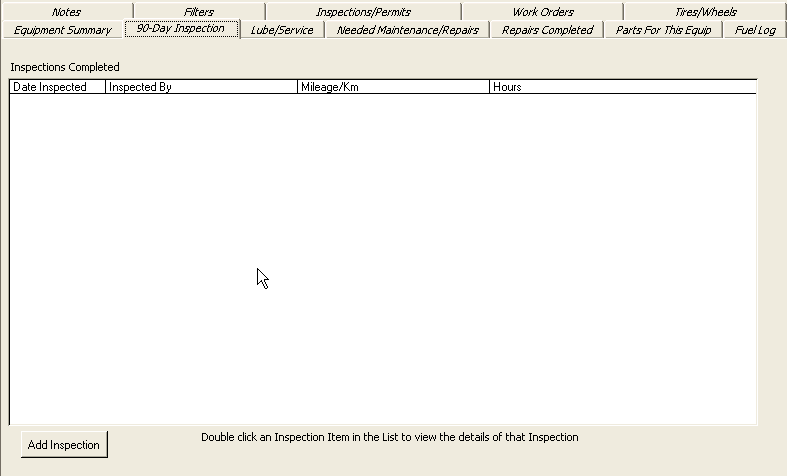 Notes Filters Inspections/Permits Work Orders Tires/Wheels
Equipment Summary 90-Day Inspection Lube/Service Needed Maintenance/Repairs Repairs Completed Parts For This Equip Fuel Log
Inspections Completed
Date Inspected Inspected By Mileage/Km Hours
Add Inspection Double click an Inspection Item in the List to view the details of that Inspection